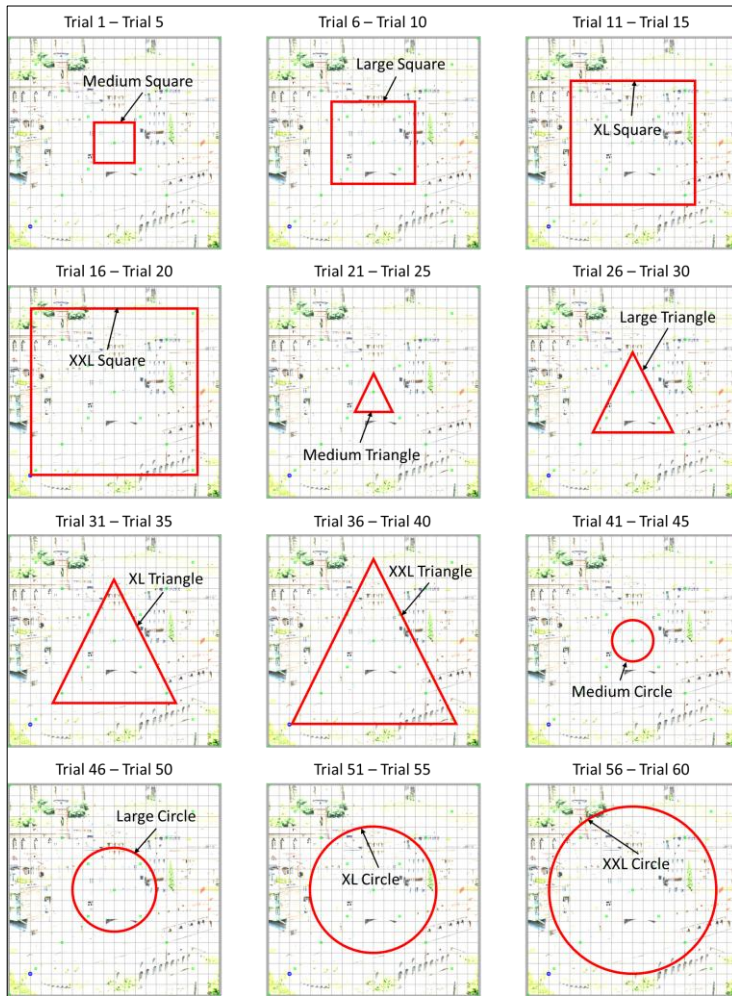 Trial 1 – Trial 5
Trial 6 – Trial 10
Trial 11 – Trial 15
Medium Square
Large Square
XL Square
Trial 16 – Trial 20
Trial 21 – Trial 25
Trial 26 – Trial 30
XXL Square
Medium Triangle
Large Triangle
Trial 31 – Trial 35
Trial 36 – Trial 40
Trial 41 – Trial 45
XL Triangle
XXL Triangle
Medium Circle
Trial 46 – Trial 50
Trial 51 – Trial 55
Trial 56 – Trial 60
Large Circle
XL Circle
XXL Circle